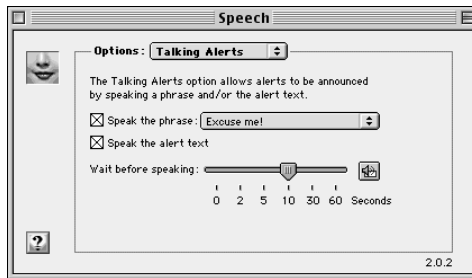 Speech
Options: Talking Alerts
The Talking Alerts option allows alerts to be announced
by speaking a phrase and/or the alert text.
Speak the phrase: Excuse me!
Speak the alert text
Wait before speaking:
0 2 5 10 30 60 Seconds
?
2.0.2